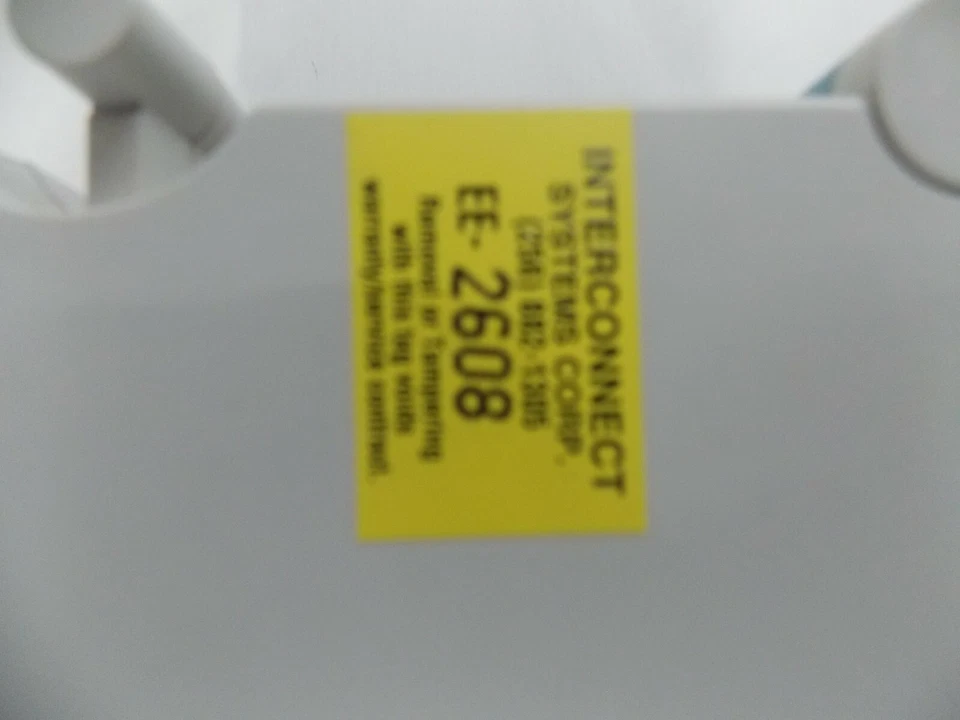 INTERCONNECT
SYSTEMS CORP.
EE- 2608
Removal or Tampering
with this tag voids
warranty/service contract.